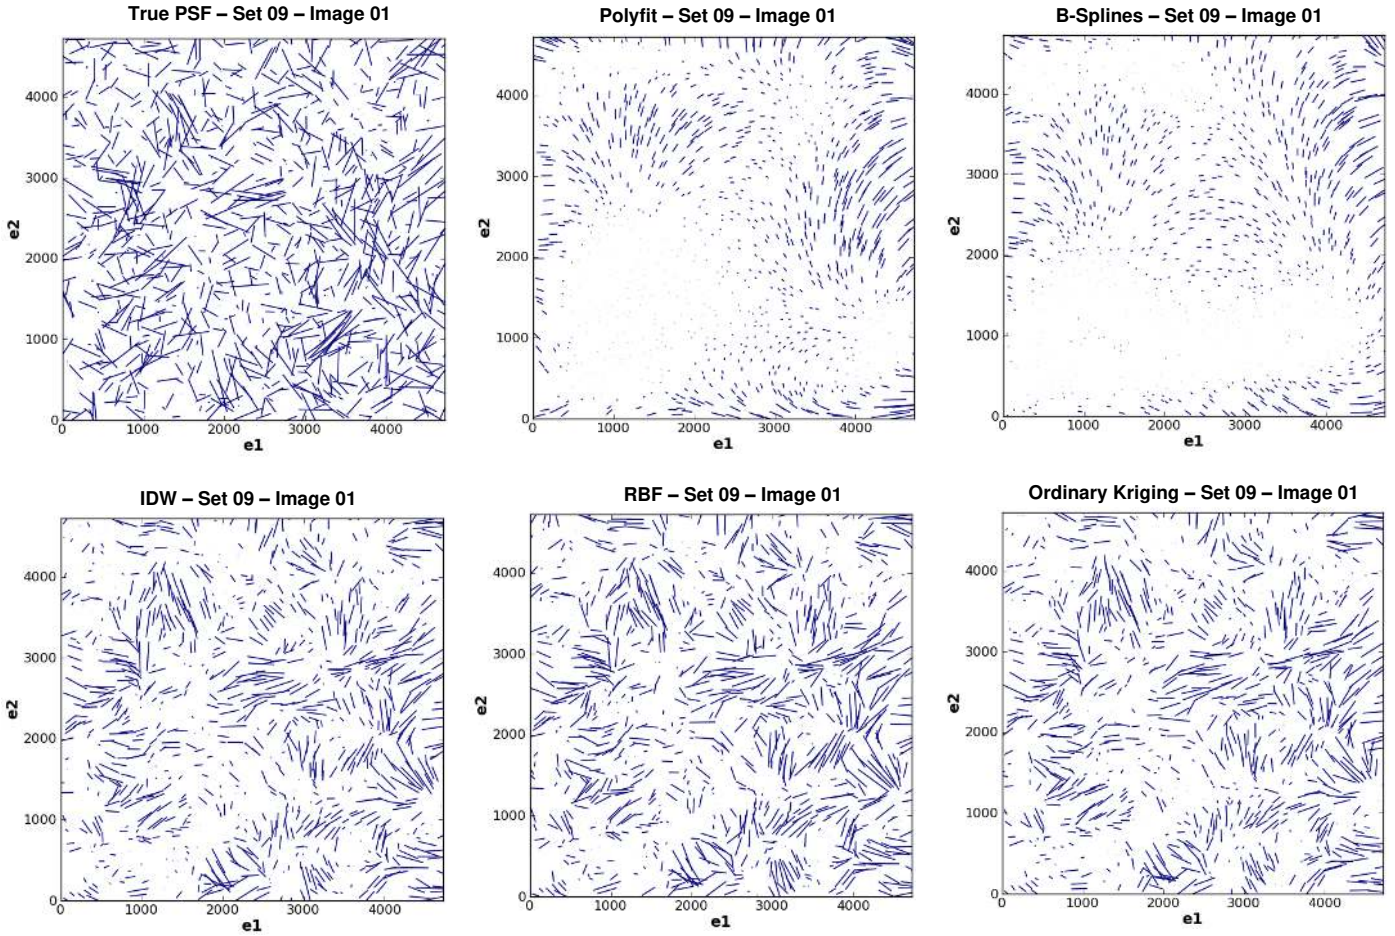 True PSF – Set 09 – Image 01
Polyfit – Set 09 – Image 01
B-Splines – Set 09 – Image 01
e2
4000
3000
2000
1000
0
0 1000 2000 3000 4000
e1
e2
4000
3000
2000
1000
0
0 1000 2000 3000 4000
e1
e2
4000
3000
2000
1000
0
0 1000 2000 3000 4000
e1
IDW – Set 09 – Image 01
RBF – Set 09 – Image 01
Ordinary Kriging – Set 09 – Image 01
e2
4000
3000
2000
1000
0
0 1000 2000 3000 4000
e1
e2
4000
3000
2000
1000
0
0 1000 2000 3000 4000
e1
e2
4000
3000
2000
1000
0
0 1000 2000 3000 4000
e1